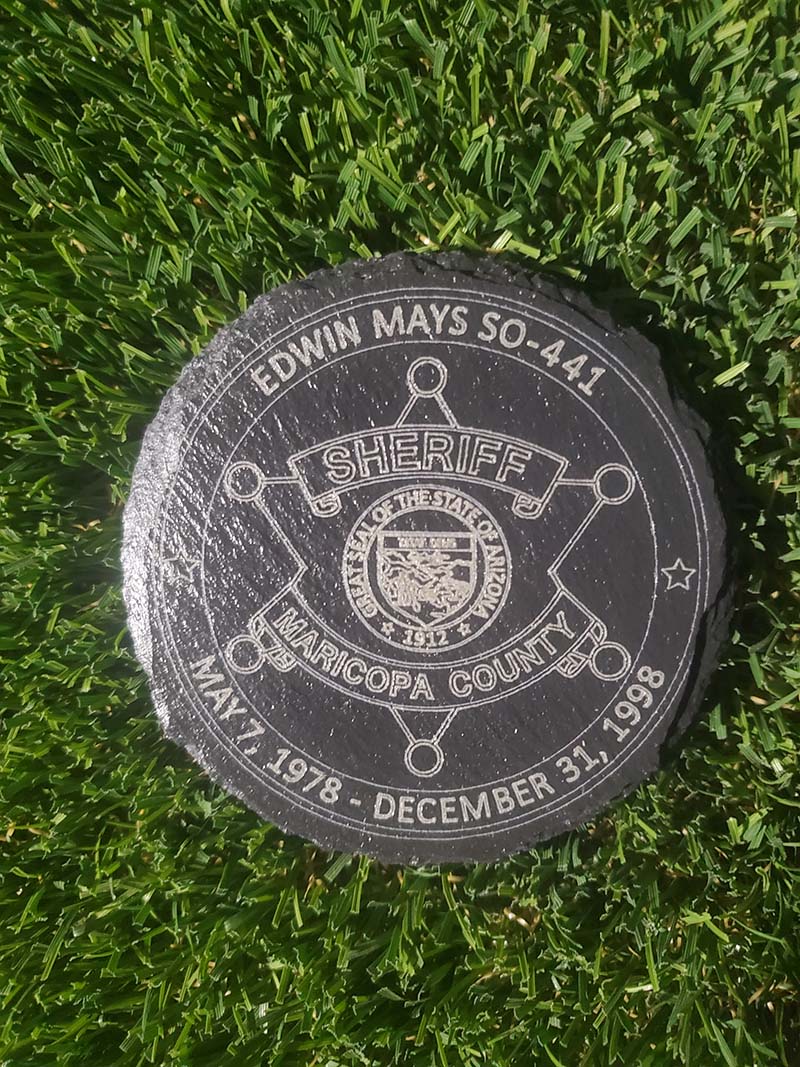 EDWIN MAYS SO-441
SHERIFF
GREAT SEAL OF THE STATE OF ARIZONA
1912
MARICOPA COUNTY
MAY 7, 1978 - DECEMBER 31, 1998